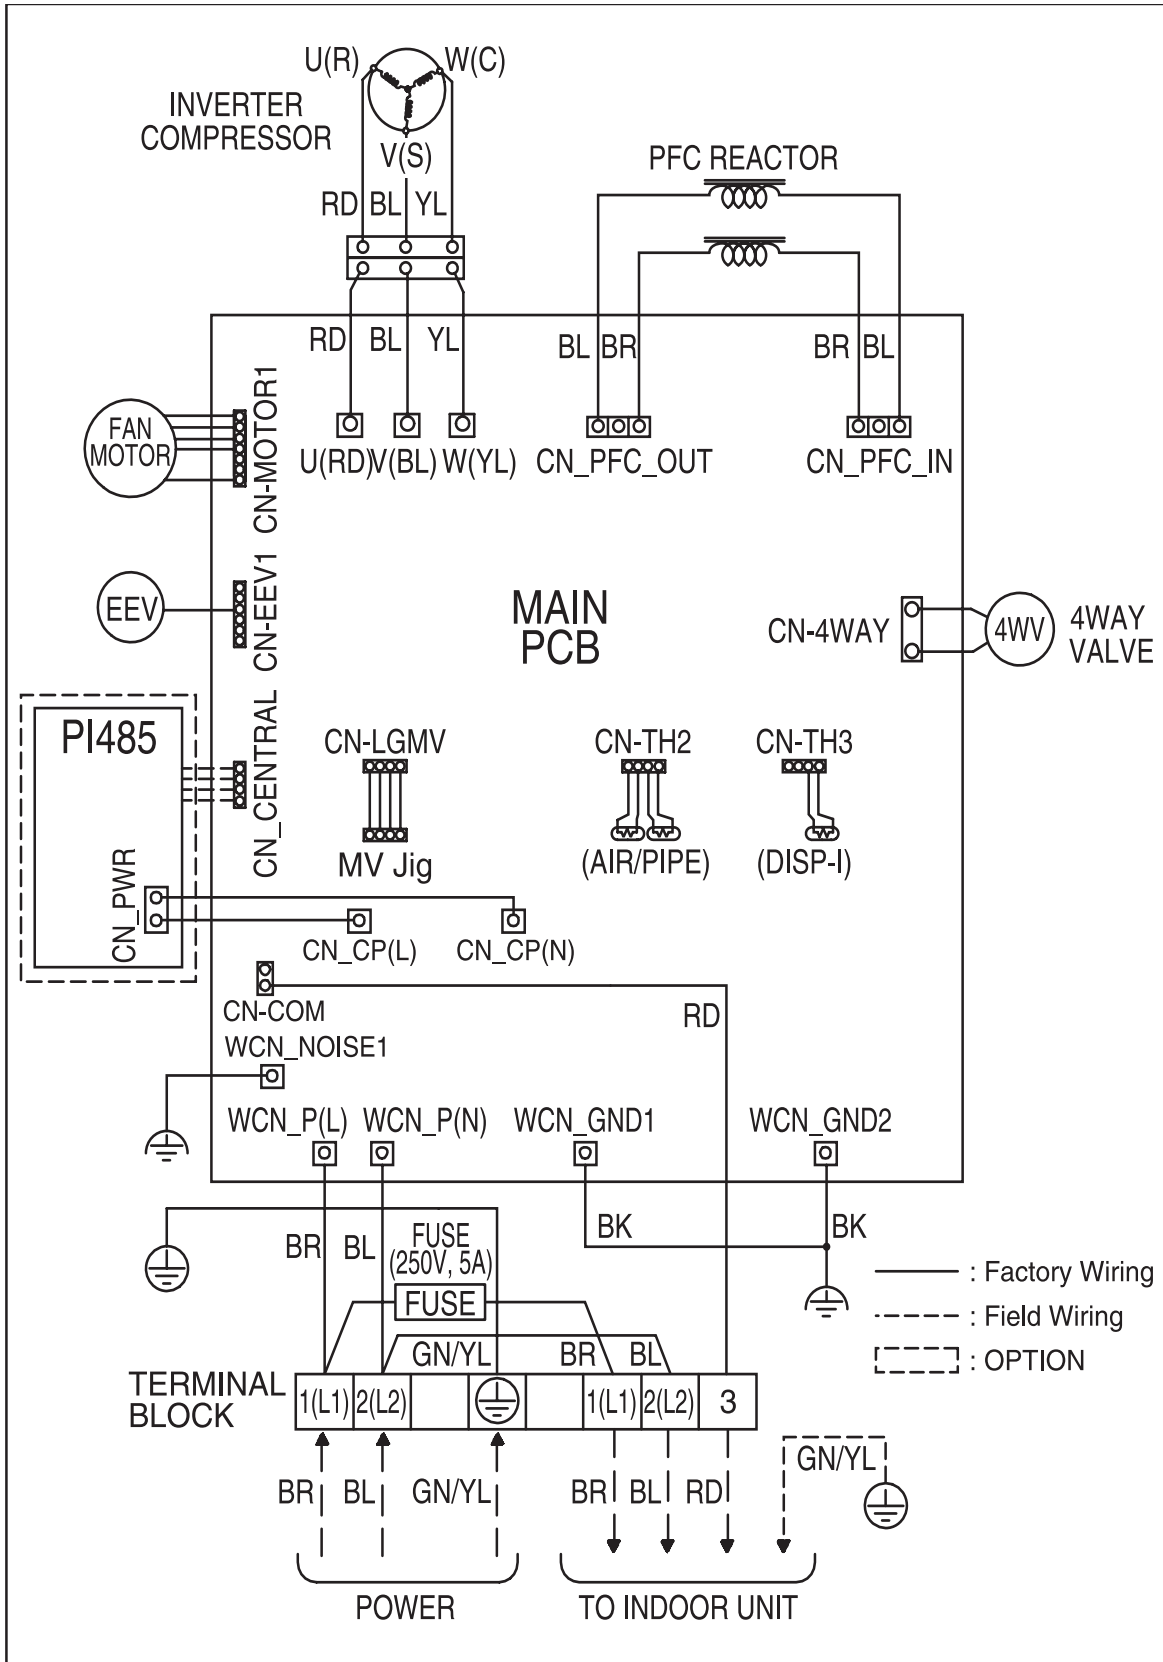 U(R)
W(C)
INVERTER
COMPRESSOR
V(S)
PFC REACTOR
RD BL YL
RD BL YL
BL BR
BR BL
FAN
MOTOR
CN-MOTOR1
U(RD) V(BL) W(YL)
CN_PFC_OUT
CN_PFC_IN
EEV
CN-EEV1
MAIN
PCB
CN-4WAY
4WV
4WAY
VALVE
PI485
CN_CENTRAL
CN-LGMV
MV Jig
CN-TH2
(AIR/PIPE)
CN-TH3
(DISP-I)
CN_PWR
CN_CP(L)
CN_CP(N)
CN-COM
RD
WCN_NOISE1
WCN_P(L)
WCN_P(N)
WCN_GND1
WCN_GND2
BR
BL
FUSE
(250V, 5A)
FUSE
BK
BK
: Factory Wiring
: Field Wiring
: OPTION
GN/YL
BR
BL
TERMINAL
BLOCK
1(L1)
2(L2)
1(L1)
2(L2)
3
BR
BL
GN/YL
BR
BL
RD
GN/YL
POWER
TO INDOOR UNIT